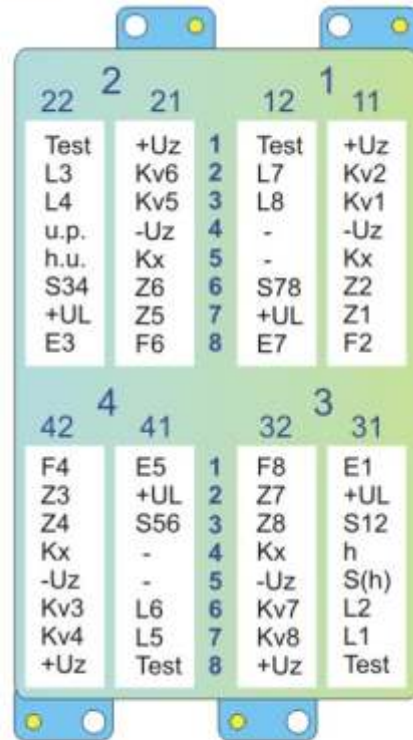 2 1
22 21 12 11
Test +Uz 1 Test +Uz
L3 Kv6 2 L7 Kv2
L4 Kv5 3 L8 Kv1
u.p. -Uz 4 - -Uz
h.u. Kx 5 - Kx
S34 Z6 6 S78 Z2
+UL Z5 7 +UL Z1
E3 F6 8 E7 F2
4 3
42 41 32 31
F4 E5 1 F8 E1
Z3 +UL 2 Z7 +UL
Z4 S56 3 Z8 S12
Kx - 4 Kx h
-Uz - 5 -Uz S(h)
Kv3 L6 6 Kv7 L2
Kv4 L5 7 Kv8 L1
+Uz Test 8 +Uz Test